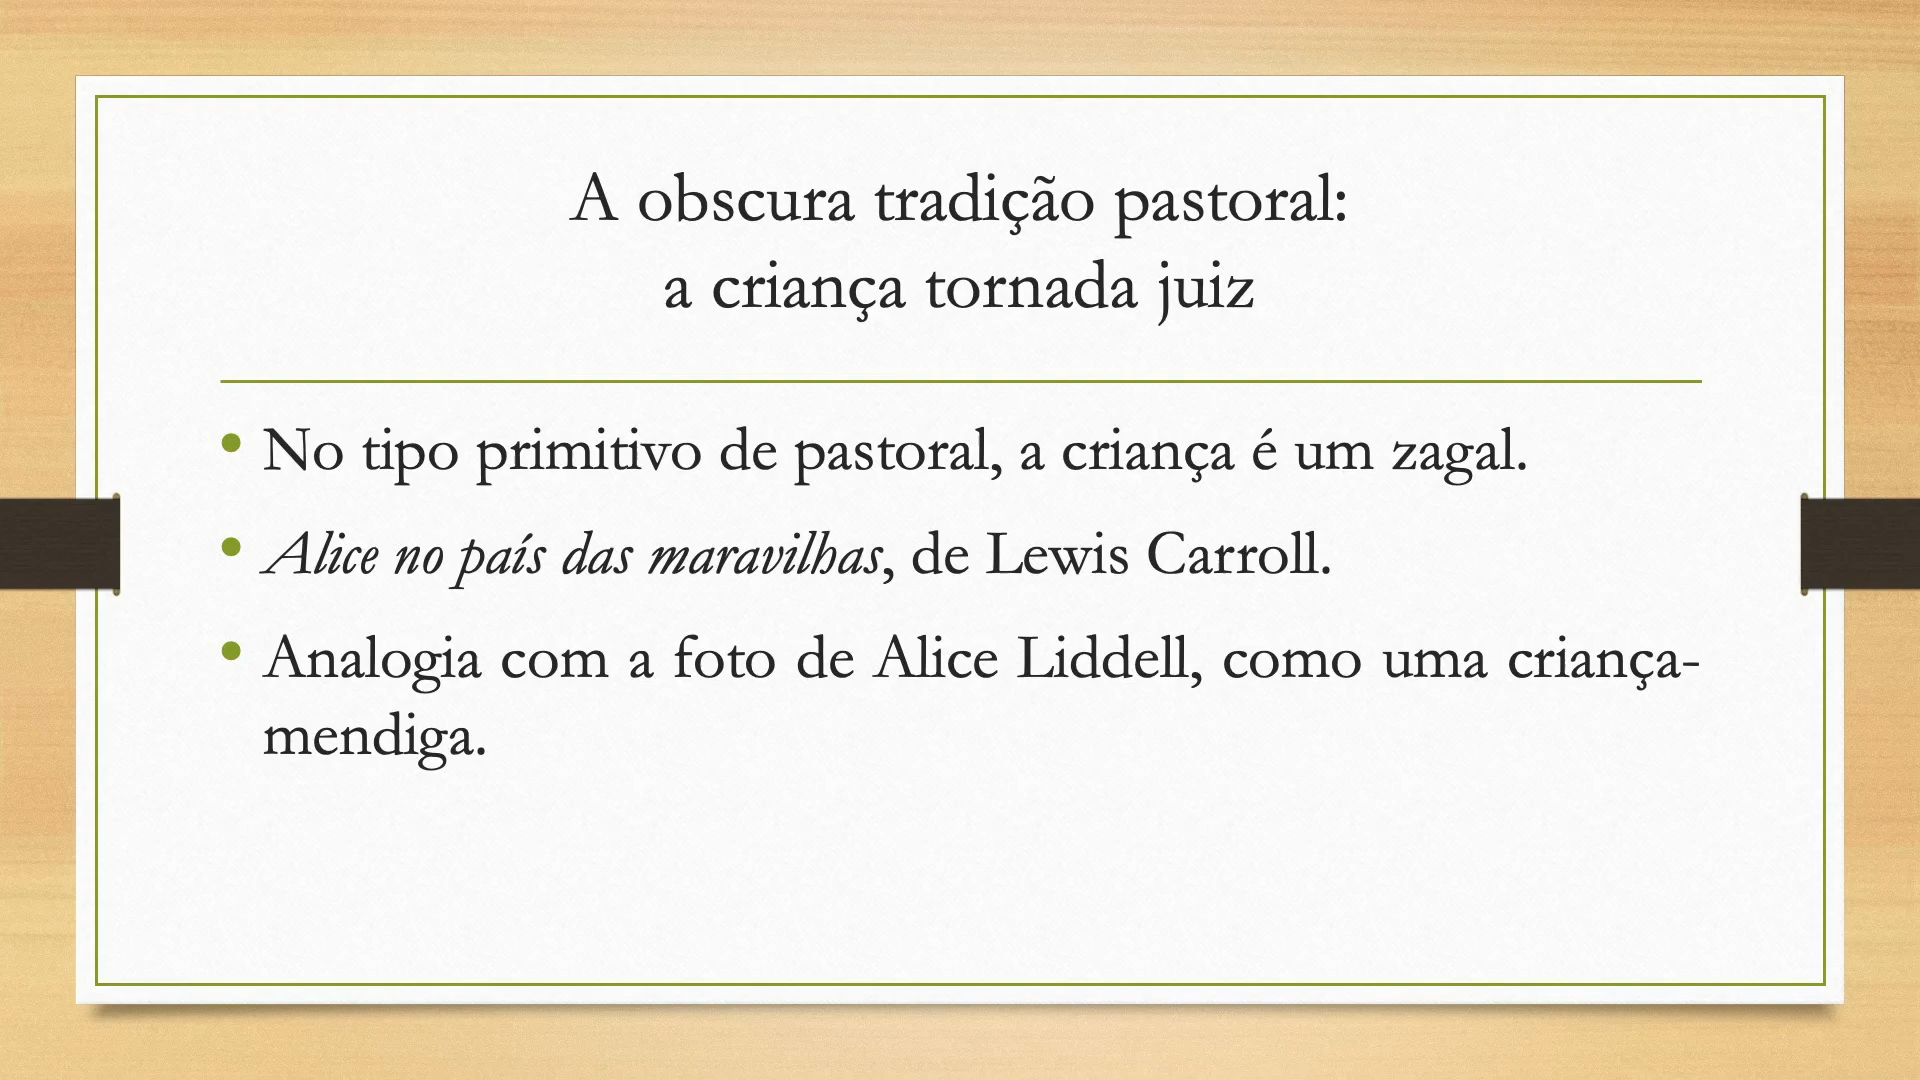 A obscura tradição pastoral:
a criança tornada juiz
• No tipo primitivo de pastoral, a criança é um zagal.
• Alice no país das maravilhas, de Lewis Carroll.
• Analogia com a foto de Alice Liddell, como uma criança-
mendiga.